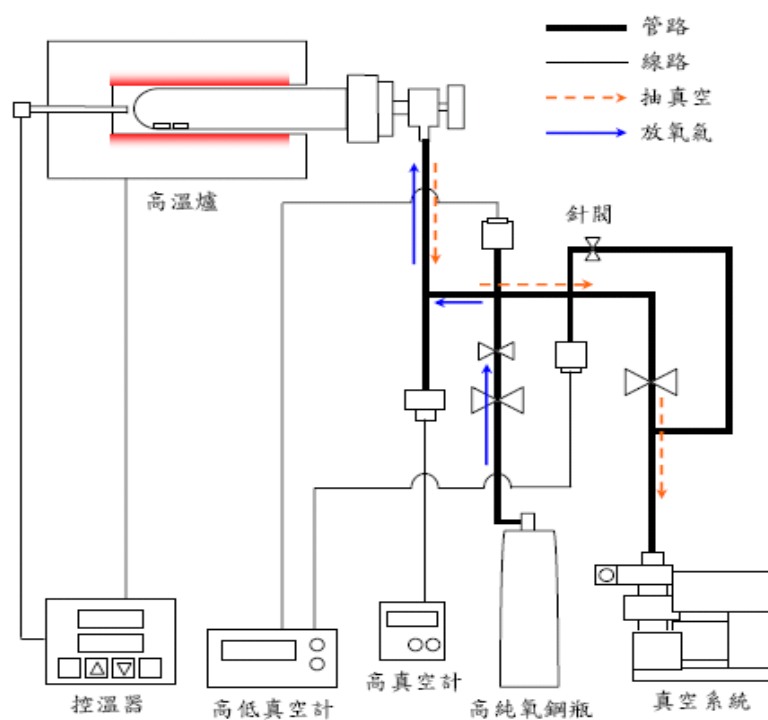 管路
線路
抽真空
放氧氣
高溫爐
針閥
控溫器
高低真空計
高真空計
高純氧鋼瓶
真空系統